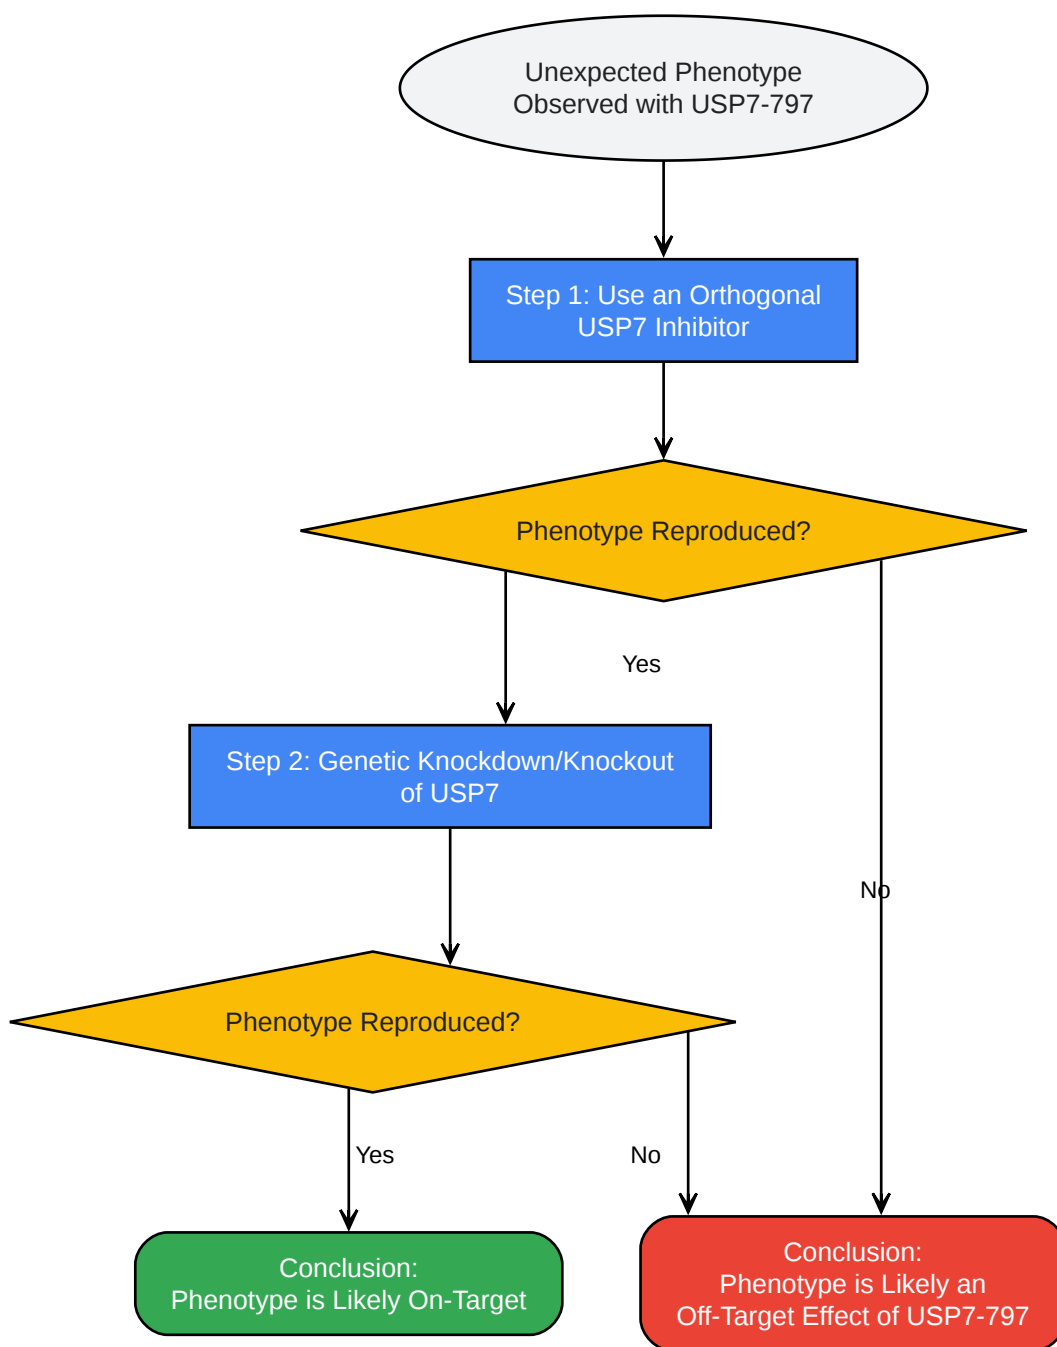 Unexpected Phenotype
Observed with USP7-797
Step 1: Use an Orthogonal
USP7 Inhibitor
Phenotype Reproduced?
Yes
Step 2: Genetic Knockdown/Knockout
of USP7
No
Phenotype Reproduced?
Yes
No
Conclusion:
Phenotype is Likely On-Target
Conclusion:
Phenotype is Likely an
Off-Target Effect of USP7-797